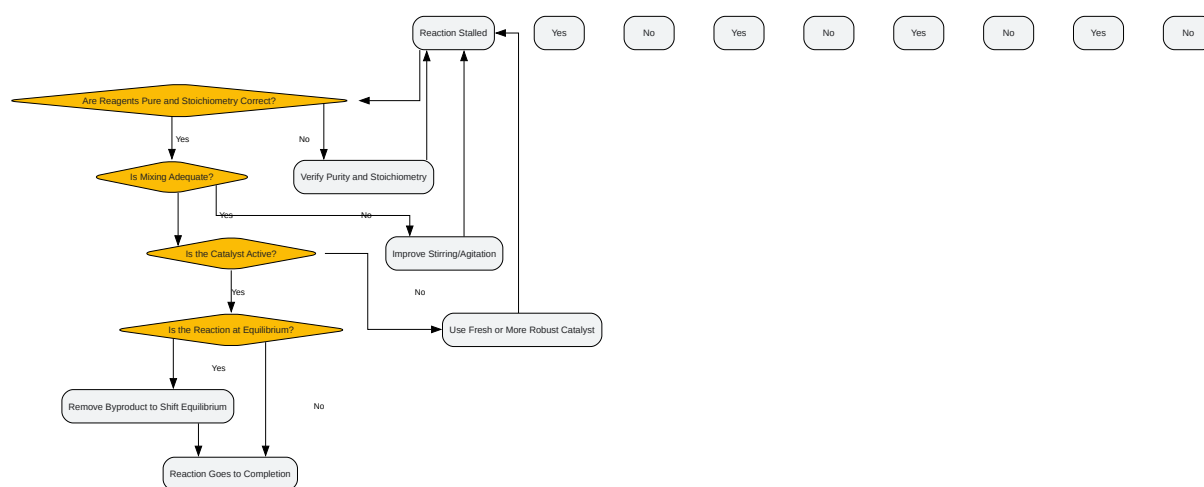 Reaction Stalled
Yes
No
Yes
No
Yes
No
Yes
No
Are Reagents Pure and Stoichiometry Correct?
Yes
No
Is Mixing Adequate?
Verify Purity and Stoichiometry
Yes
No
Is the Catalyst Active?
Improve Stirring/Agitation
Yes
No
Is the Reaction at Equilibrium?
Use Fresh or More Robust Catalyst
Yes
Remove Byproduct to Shift Equilibrium
No
Reaction Goes to Completion